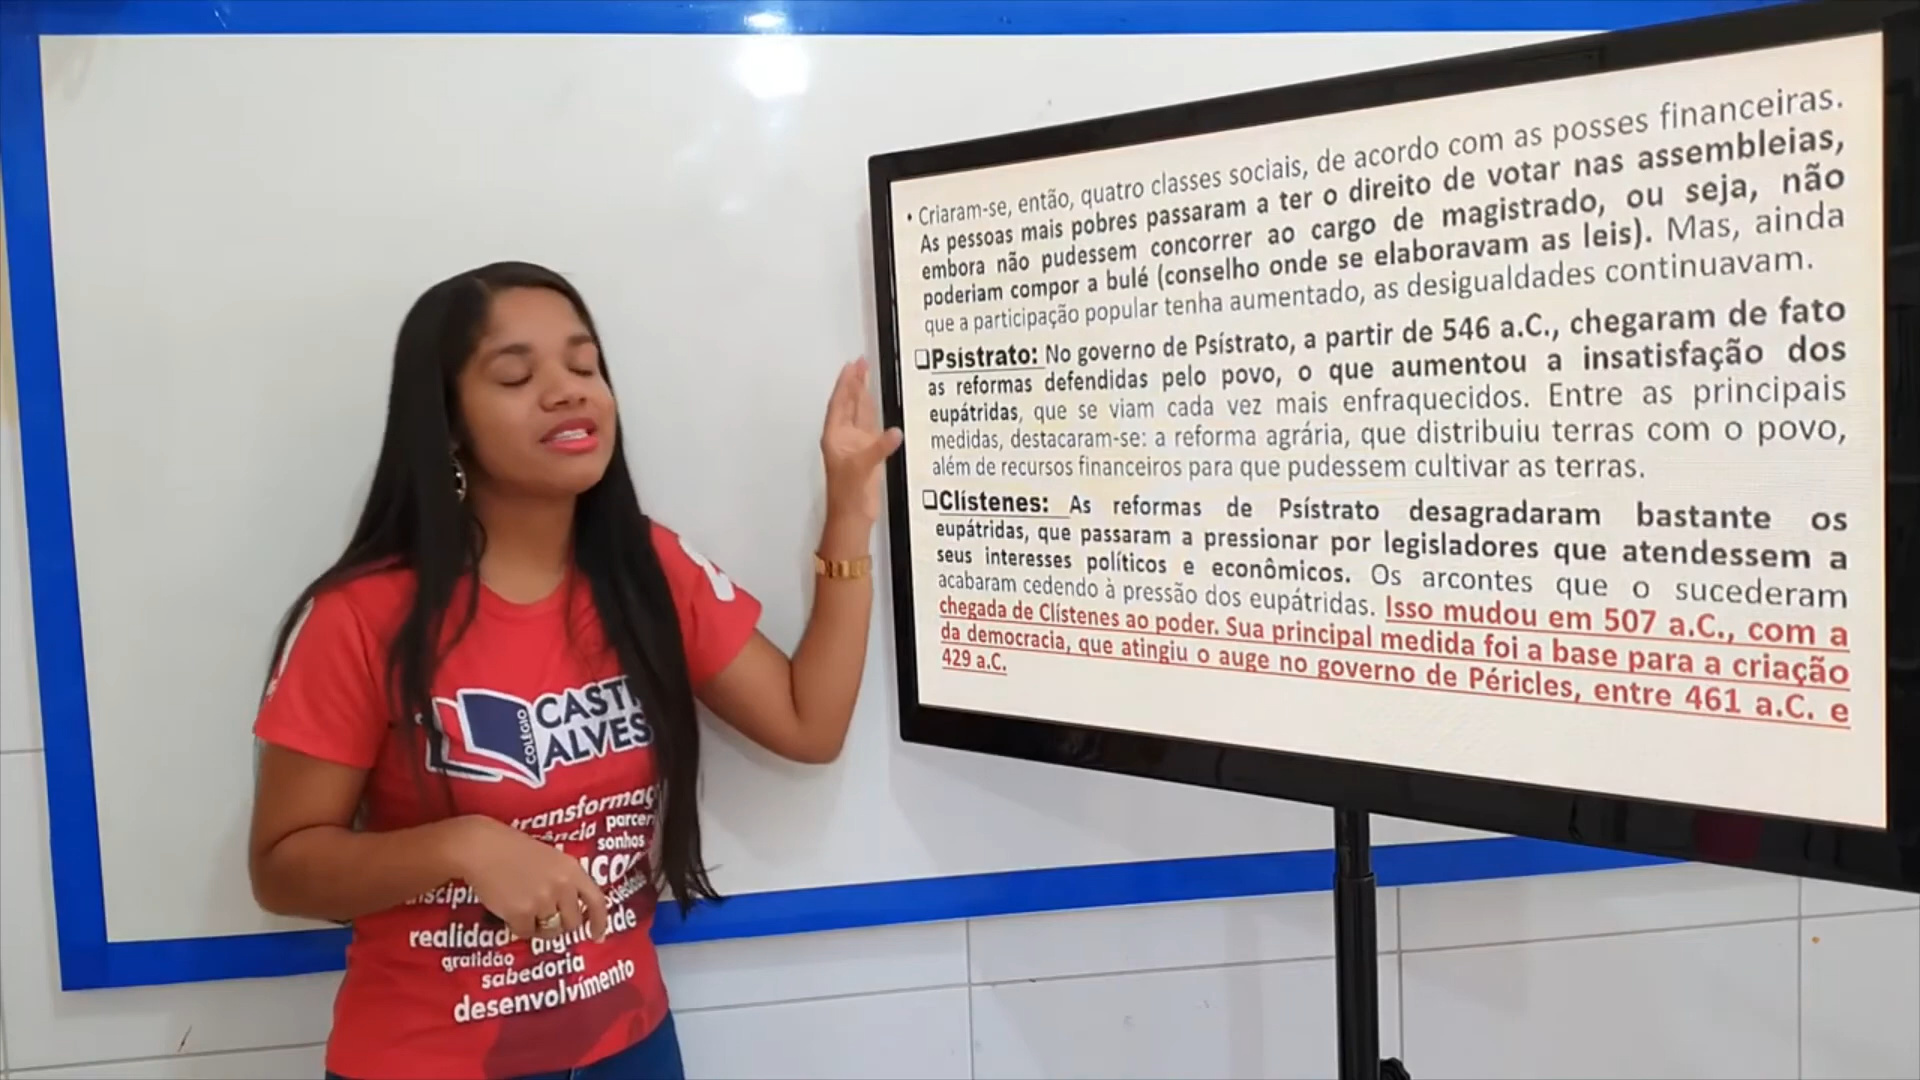 • Criaram-se, então, quatro classes sociais, de acordo com as posses financeiras.
As pessoas mais pobres passaram a ter o direito de votar nas assembleias,
embora não pudessem concorrer ao cargo de magistrado, ou seja, não
poderiam compor a bulé (conselho onde se elaboravam as leis). Mas, ainda
que a participação popular tenha aumentado, as desigualdades continuavam.
❑Psístrato: No governo de Psístrato, a partir de 546 a.C., chegaram de fato
as reformas defendidas pelo povo, o que aumentou a insatisfação dos
eupátridas, que se viam cada vez mais enfraquecidos. Entre as principais
medidas, destacaram-se: a reforma agrária, que distribuiu terras com o povo,
além de recursos financeiros para que pudessem cultivar as terras.
❑Clístenes: As reformas de Psístrato desagradaram bastante os
eupátridas, que passaram a pressionar por legisladores que atendessem a
seus interesses políticos e econômicos. Os arcontes que o sucederam
acabaram cedendo à pressão dos eupátridas. Isso mudou em 507 a.C., com a
chegada de Clístenes ao poder. Sua principal medida foi a base para a criação
da democracia, que atingiu o auge no governo de Péricles, entre 461 a.C. e
429 a.C.
COLÉGIO
CAST
ALVES
transformaç
parcer
sonhos
realidad
gratidão
sabedoria
desenvolvimento